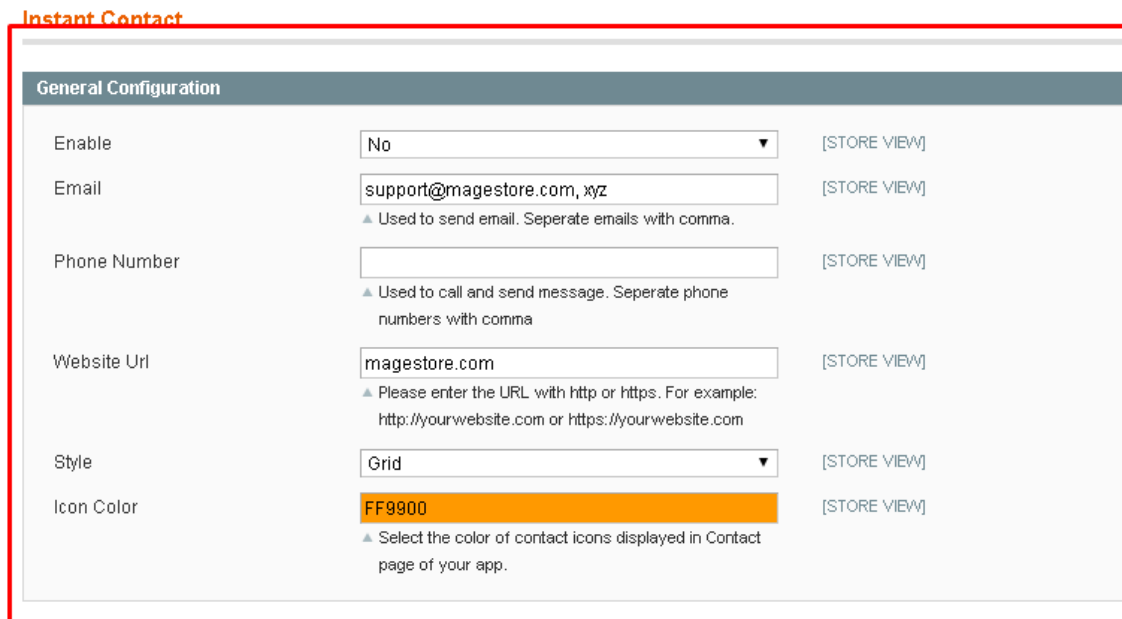 Instant Contact
General Configuration
Enable No [STORE VIEW]
Email support@magestore.com, xyz [STORE VIEW]
Used to send email. Seperate emails with comma.
Phone Number [STORE VIEW]
Used to call and send message. Seperate phone
numbers with comma
Website Url magestore.com [STORE VIEW]
Please enter the URL with http or https. For example:
http://yourwebsite.com or https://yourwebsite.com
Style Grid [STORE VIEW]
Icon Color FF9900 [STORE VIEW]
Select the color of contact icons displayed in Contact
page of your app.